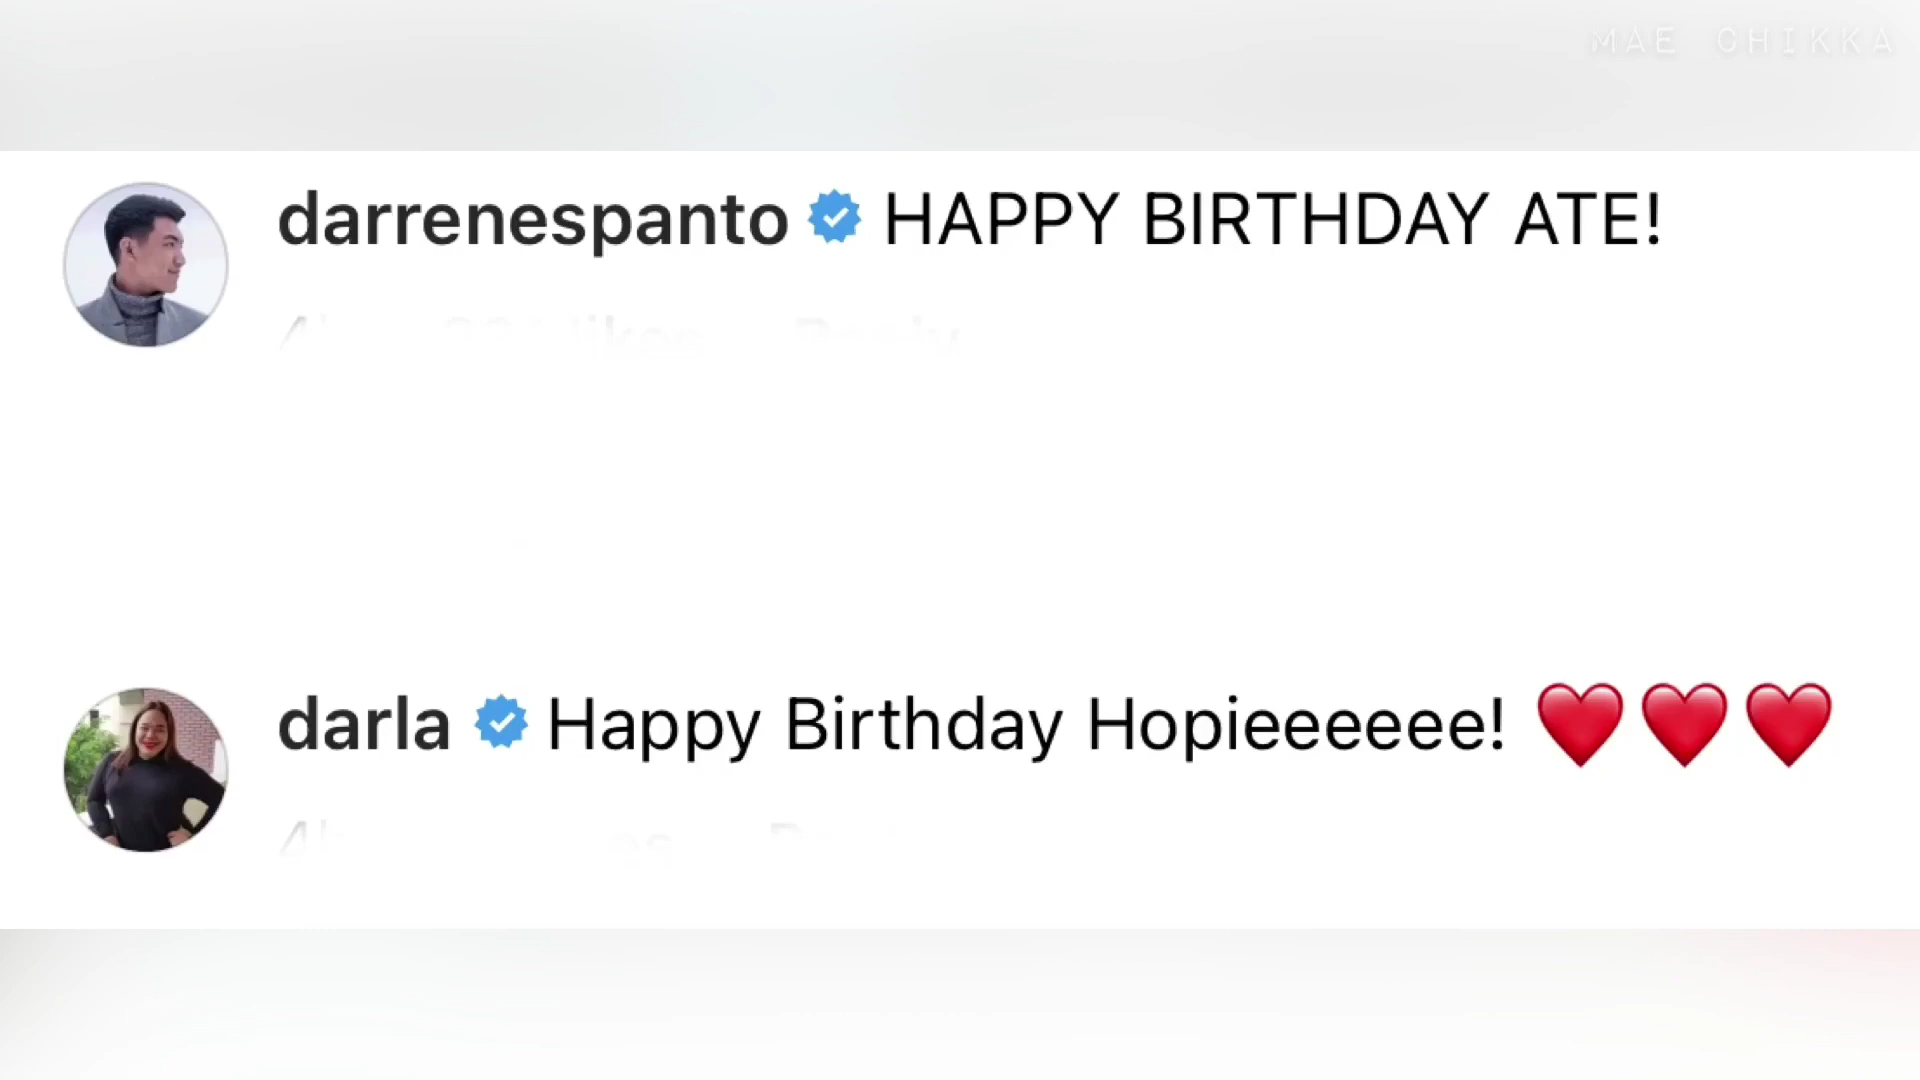 MAE CHIKKA
darrenespanto HAPPY BIRTHDAY ATE!
darla Happy Birthday Hopieeeeee! ❤️❤️❤️